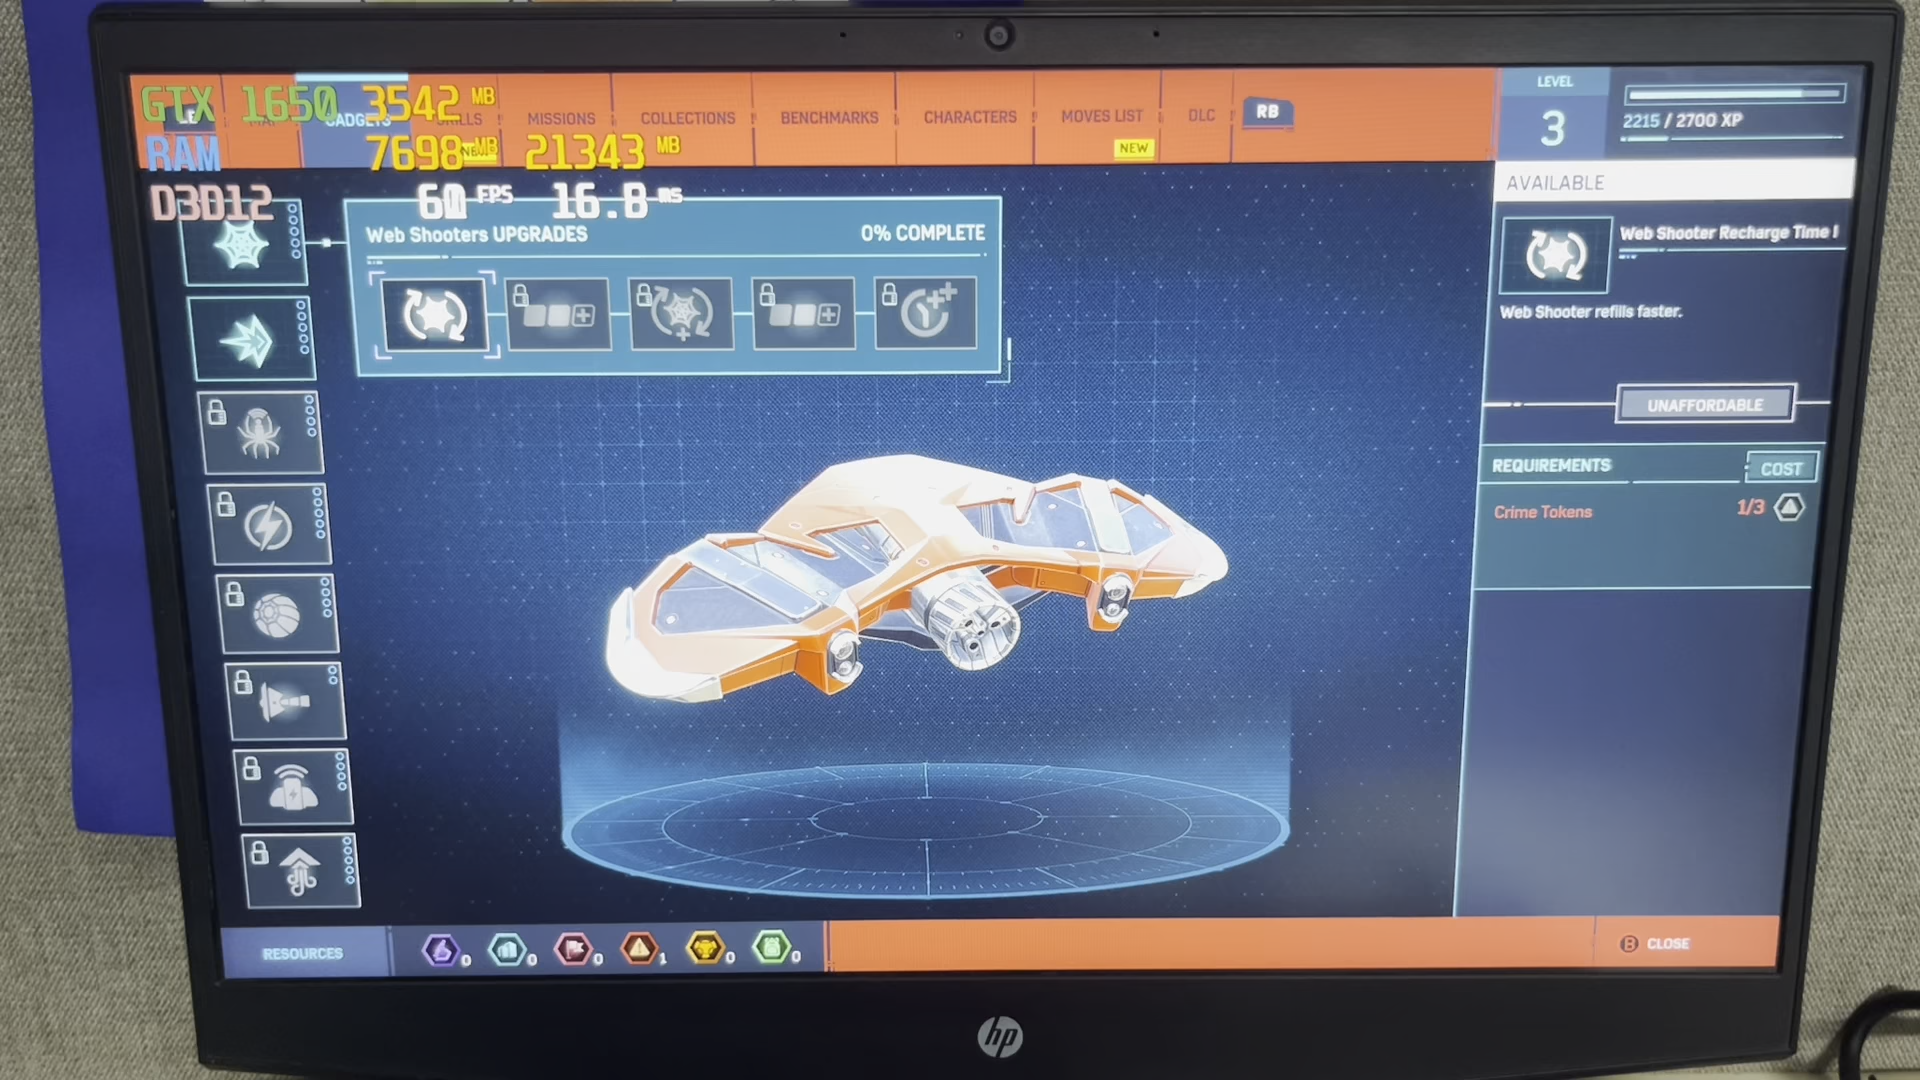 GTX 1650 3542 MB
RAM 7698 MB 21343 MB
D3D12 60 FPS 16.8 ms
GADGETS MISSIONS COLLECTIONS BENCHMARKS CHARACTERS MOVES LIST DLC RB
NEW
LEVEL
3
2215 / 2700 XP
AVAILABLE
Web Shooters UPGRADES 0% COMPLETE
Web Shooter Recharge Time I
Web Shooter refills faster.
UNAFFORDABLE
REQUIREMENTS COST
Crime Tokens 1/3
RESOURCES 0 0 0 1 0 0
B CLOSE
hp